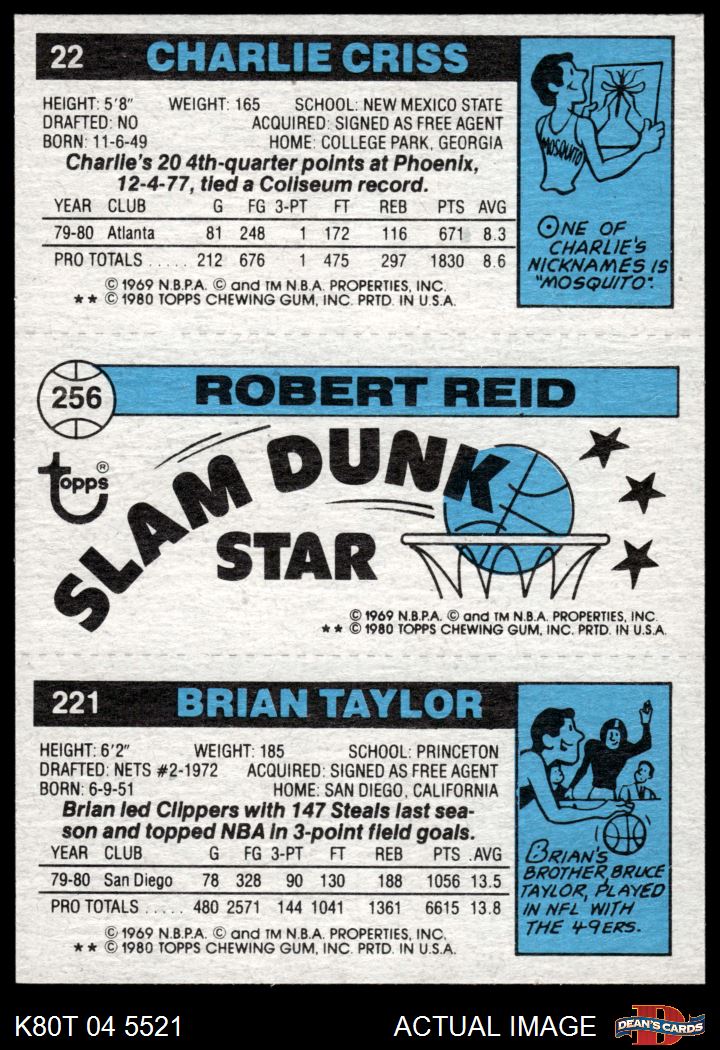 22 CHARLIE CRISS
HEIGHT: 5'8" WEIGHT: 165 SCHOOL: NEW MEXICO STATE
DRAFTED: NO ACQUIRED: SIGNED AS FREE AGENT
BORN: 11-6-49 HOME: COLLEGE PARK, GEORGIA
Charlie's 20 4th-quarter points at Phoenix,
12-4-77, tied a Coliseum record.
YEAR CLUB G FG 3-PT FT REB PTS AVG
79-80 Atlanta 81 248 1 172 116 671 8.3
PRO TOTALS ..... 212 676 1 475 297 1830 8.6
© 1969 N.B.P.A. © and TM N.B.A. PROPERTIES, INC.
★★ © 1980 TOPPS CHEWING GUM, INC. PRTD. IN U.S.A.
MOSQUITO
ONE OF
CHARLIE'S
NICKNAMES IS
"MOSQUITO".
256 ROBERT REID
topps®
SLAM DUNK
STAR
© 1969 N.B.P.A. © and TM N.B.A. PROPERTIES, INC.
★★ © 1980 TOPPS CHEWING GUM, INC. PRTD. IN U.S.A.
221 BRIAN TAYLOR
HEIGHT: 6'2" WEIGHT: 185 SCHOOL: PRINCETON
DRAFTED: NETS #2-1972 ACQUIRED: SIGNED AS FREE AGENT
BORN: 6-9-51 HOME: SAN DIEGO, CALIFORNIA
Brian led Clippers with 147 Steals last sea-
son and topped NBA in 3-point field goals.
YEAR CLUB G FG 3-PT FT REB PTS .AVG
79-80 San Diego 78 328 90 130 188 1056 13.5
PRO TOTALS ..... 480 2571 144 1041 1361 6615 13.8
© 1969 N.B.P.A. © and TM N.B.A. PROPERTIES, INC.
★★ © 1980 TOPPS CHEWING GUM, INC. PRTD. IN U.S.A.
BRIAN'S
BROTHER, BRUCE
TAYLOR, PLAYED
IN NFL WITH
THE 49ERS.
K80T 04 5521 ACTUAL IMAGE DEAN'S CARDS